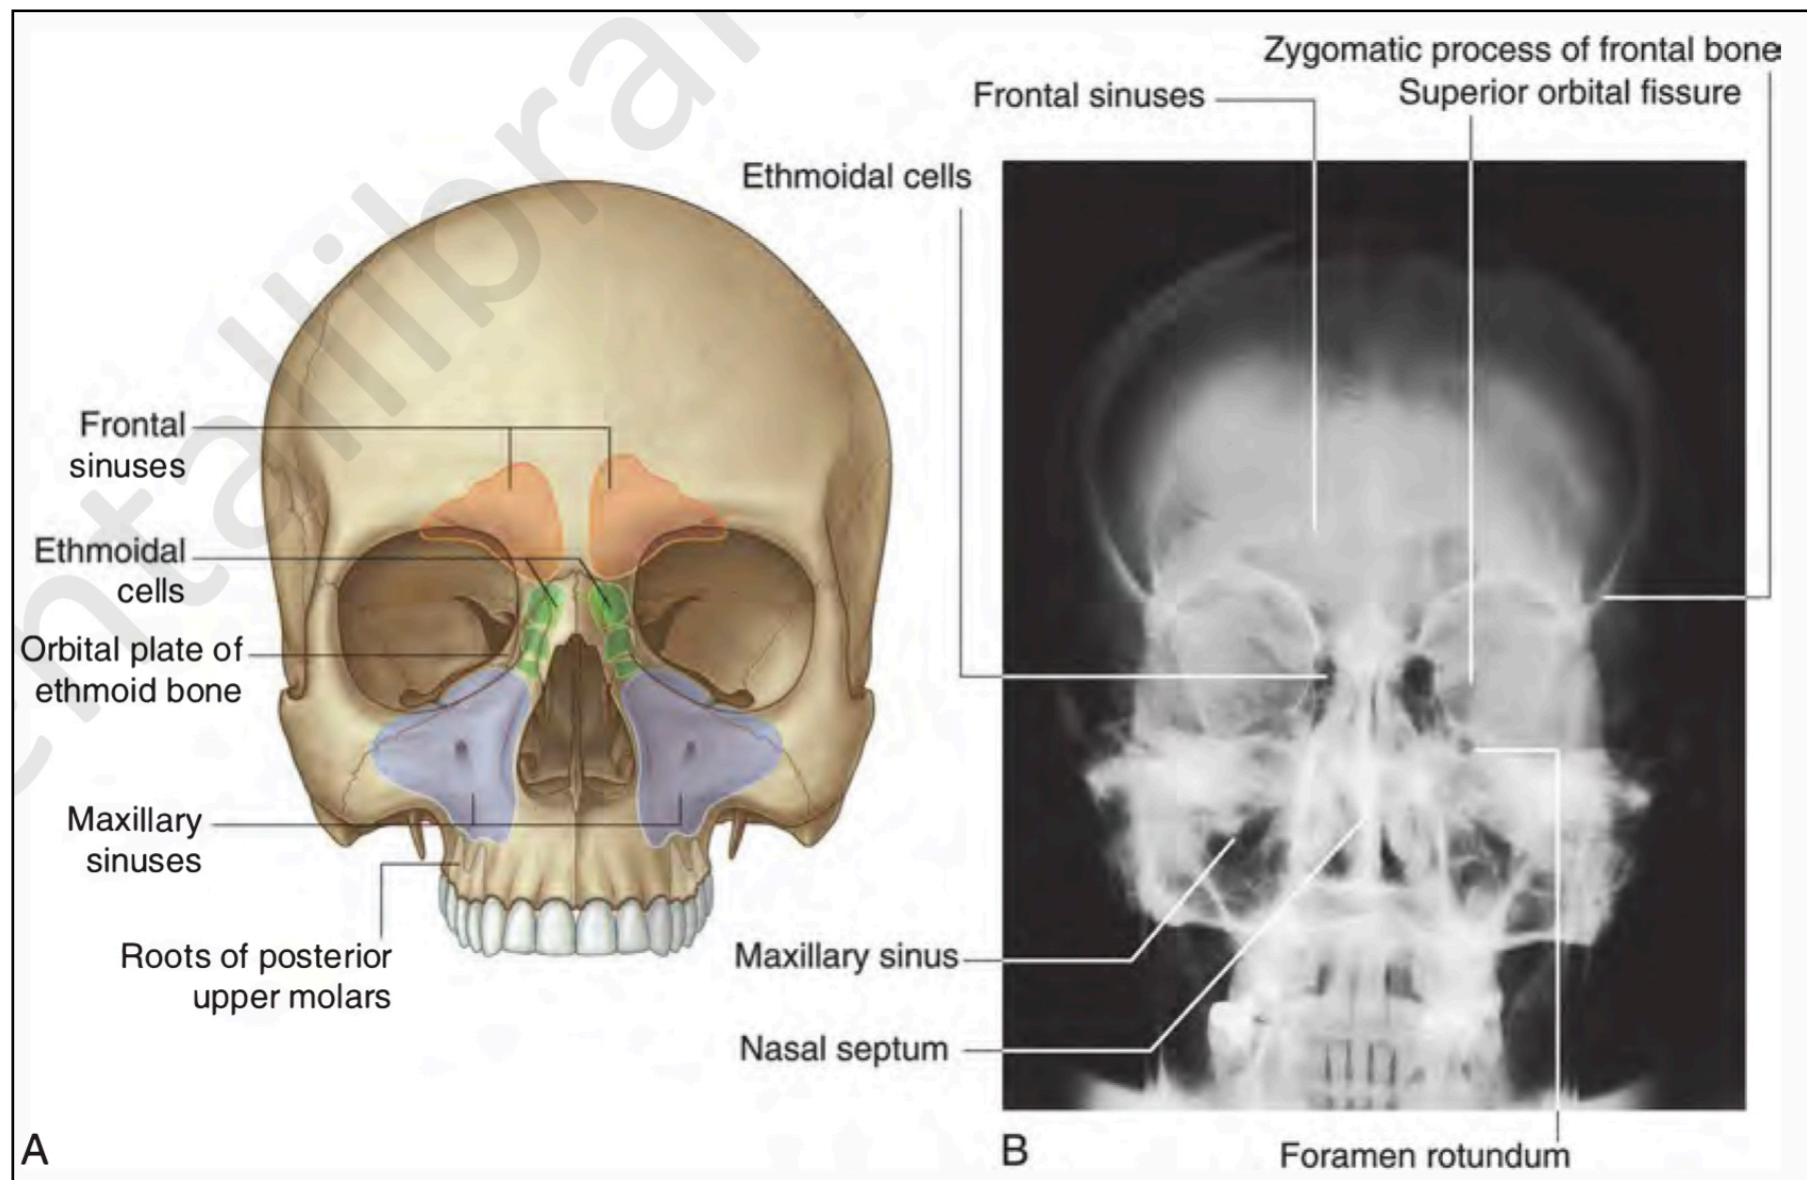 Zygomatic process of frontal bone
Frontal sinuses
Superior orbital fissure
Ethmoidal cells
Frontal
sinuses
Ethmoidal
cells
Orbital plate of
ethmoid bone
Maxillary
sinuses
Roots of posterior
upper molars
Maxillary sinus
Nasal septum
A
B
Foramen rotundum